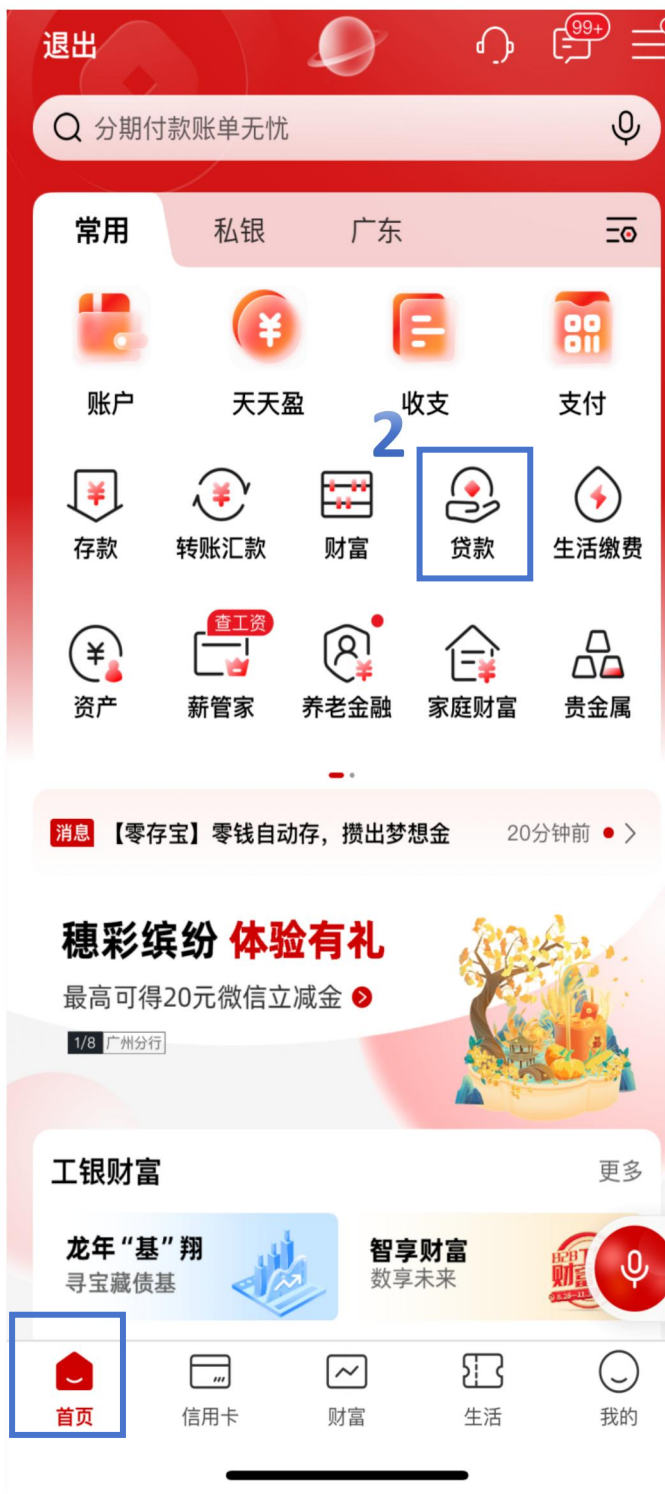 退出
99+
分期付款账单无忧
常用 私银 广东
账户 天天盈 收支 支付
2
存款 转账汇款 财富 贷款 生活缴费
查工资
资产 薪管家 养老金融 家庭财富 贵金属
消息 【零存宝】零钱自动存，攒出梦想金 20分钟前
穗彩缤纷 体验有礼
最高可得20元微信立减金
1/8 广州分行
工银财富 更多
龙年“基”翔 智享财富
寻宝藏债基 数享未来
首页 信用卡 财富 生活 我的